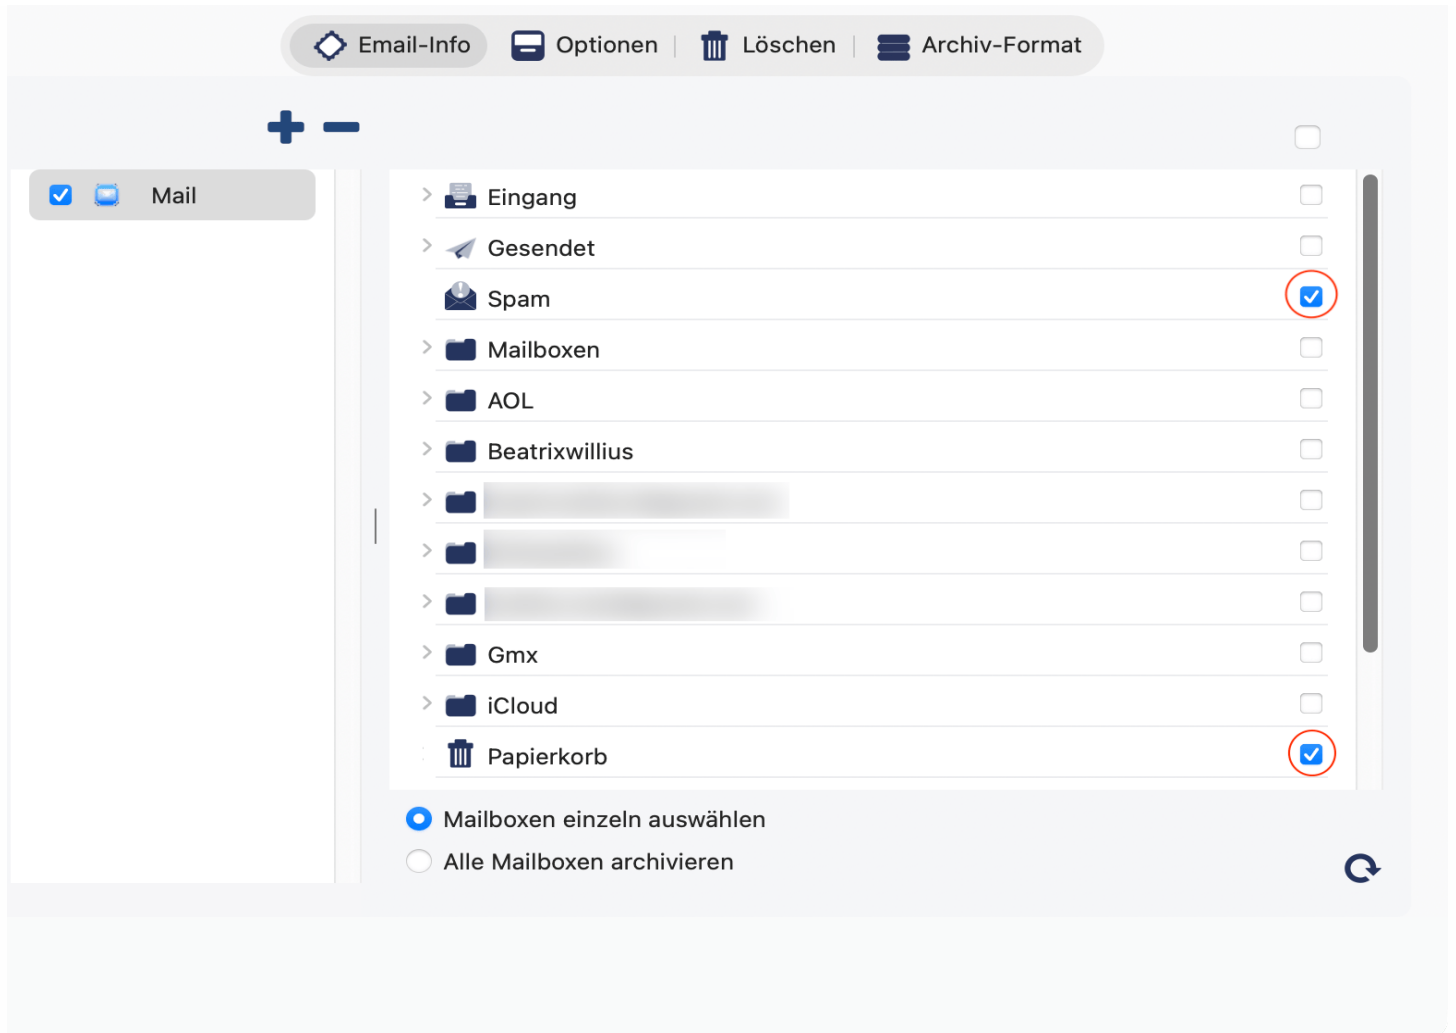 Email-Info Optionen Löschen Archiv-Format
Mail
Eingang
Gesendet
Spam
Mailboxen
AOL
Beatrixwillius
Gmx
iCloud
Papierkorb
Mailboxen einzeln auswählen
Alle Mailboxen archivieren